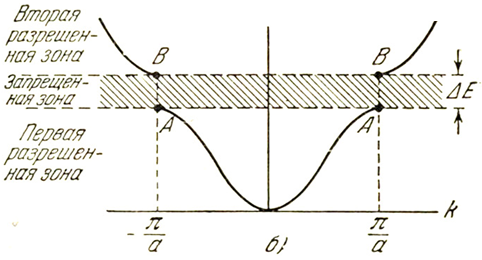 Вторая
разрешен-
ная зона
Запрещен-
ная зона
Первая
разрешен-
ная зона
B
B
A
A
ΔE
k
-π/a
б)
π/a